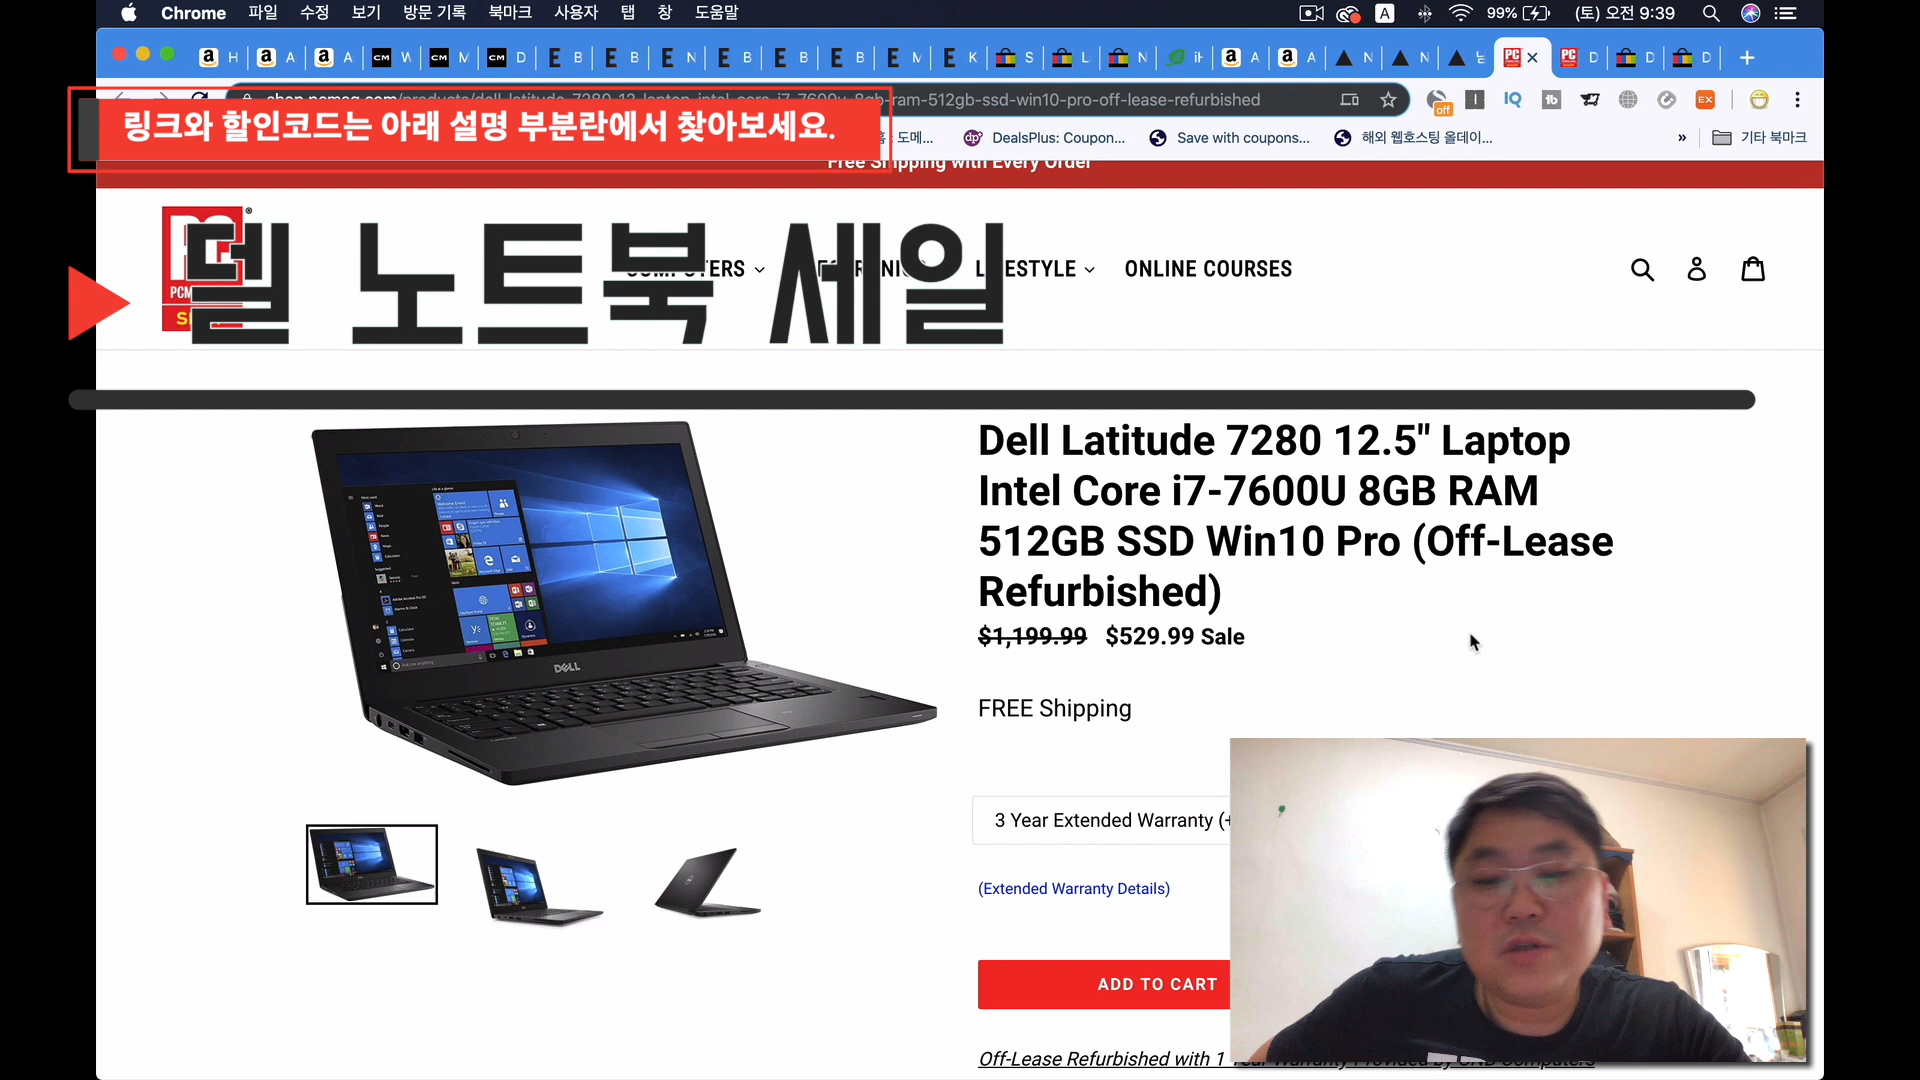 Chrome 파일 수정 보기 방문 기록 북마크 사용자 탭 창 도움말 99% (토) 오전 9:39
링크와 할인코드는 아래 설명 부분란에서 찾아보세요.
shop.pcmag.com/products/dell-latitude-7280-12-laptop-intel-core-i7-7600u-8gb-ram-512gb-ssd-win10-pro-off-lease-refurbished
도메... DealsPlus: Coupon... Save with coupons... 해외 웹호스팅 올데이... » 기타 북마크
Free Shipping with Every Order
델 노트북 세일
COMPUTERS LIFESTYLE ONLINE COURSES
Dell Latitude 7280 12.5" Laptop
Intel Core i7-7600U 8GB RAM
512GB SSD Win10 Pro (Off-Lease
Refurbished)
$1,199.99 $529.99 Sale
FREE Shipping
3 Year Extended Warranty (+
(Extended Warranty Details)
ADD TO CART
Off-Lease Refurbished with 1 Year Warranty Provided by CND Computers
DELL